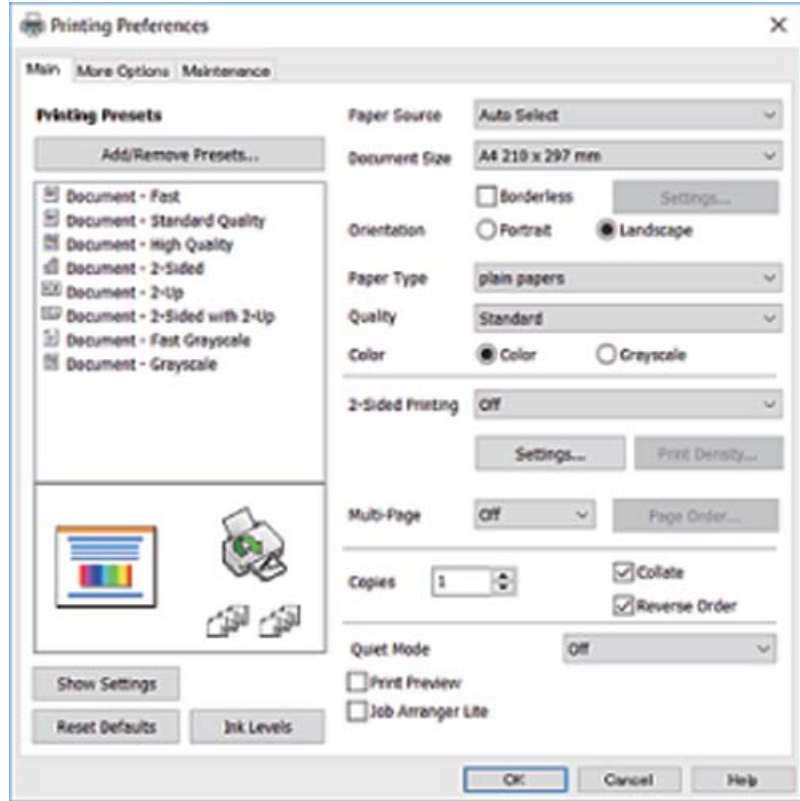 Printing Preferences
Main More Options Maintenance
Printing Presets
Add/Remove Presets...
Document - Fast
Document - Standard Quality
Document - High Quality
Document - 2-Sided
Document - 2-Up
Document - 2-Sided with 2-Up
Document - Fast Grayscale
Document - Grayscale
Show Settings
Reset Defaults Ink Levels
Paper Source Auto Select
Document Size A4 210 x 297 mm
Borderless Settings...
Orientation Portrait Landscape
Paper Type plain papers
Quality Standard
Color Color Grayscale
2-Sided Printing Off
Settings... Print Density...
Multi-Page Off Page Order...
Copies 1 Collate
Reverse Order
Quiet Mode Off
Print Preview
Job Arranger Lite
OK Cancel Help